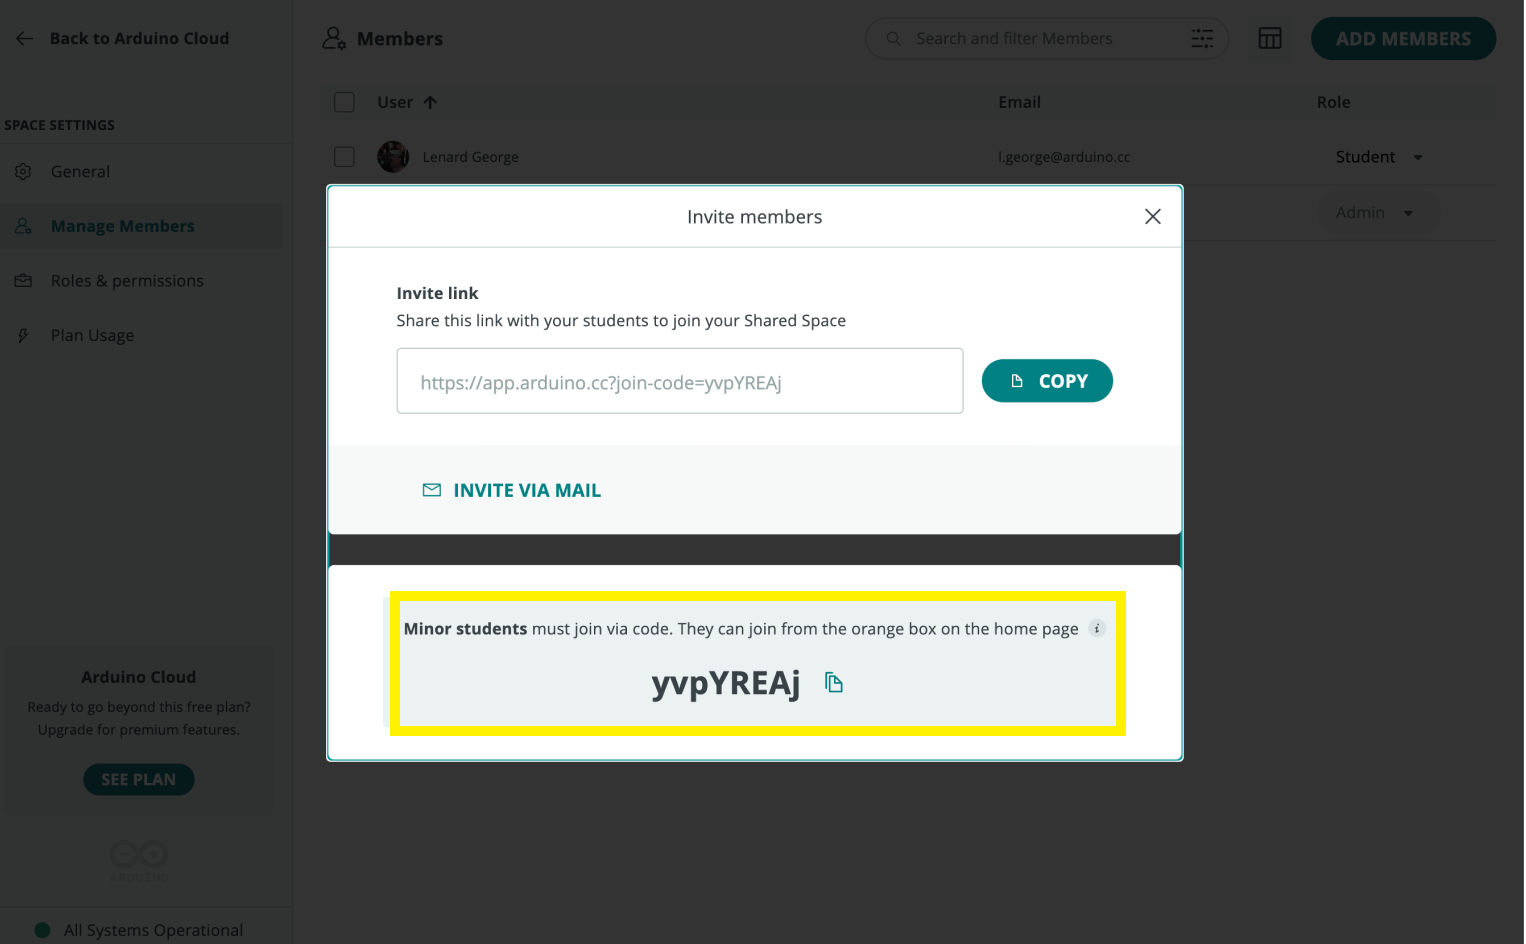 Back to Arduino Cloud
Members
Search and filter Members
ADD MEMBERS
User
Email
Role
SPACE SETTINGS
Lenard George
l.george@arduino.cc
Student
General
Invite members
Admin
Manage Members
Roles & permissions
Invite link
Share this link with your students to join your Shared Space
Plan Usage
https://app.arduino.cc?join-code=yvpYREAj
COPY
INVITE VIA MAIL
Minor students must join via code. They can join from the orange box on the home page
yvpYREAj
Arduino Cloud
Ready to go beyond this free plan?
Upgrade for premium features.
SEE PLAN
ARDUINO
All Systems Operational